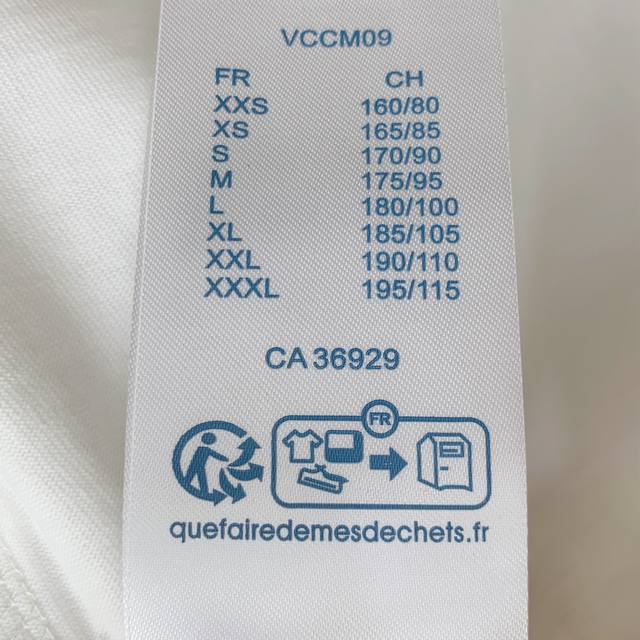 VCCM09
FR CH
XXS 160/80
XS 165/85
S 170/90
M 175/95
L 180/100
XL 185/105
XXL 190/110
XXXL 195/115
CA 36929
FR
quefairedemesdechets.fr